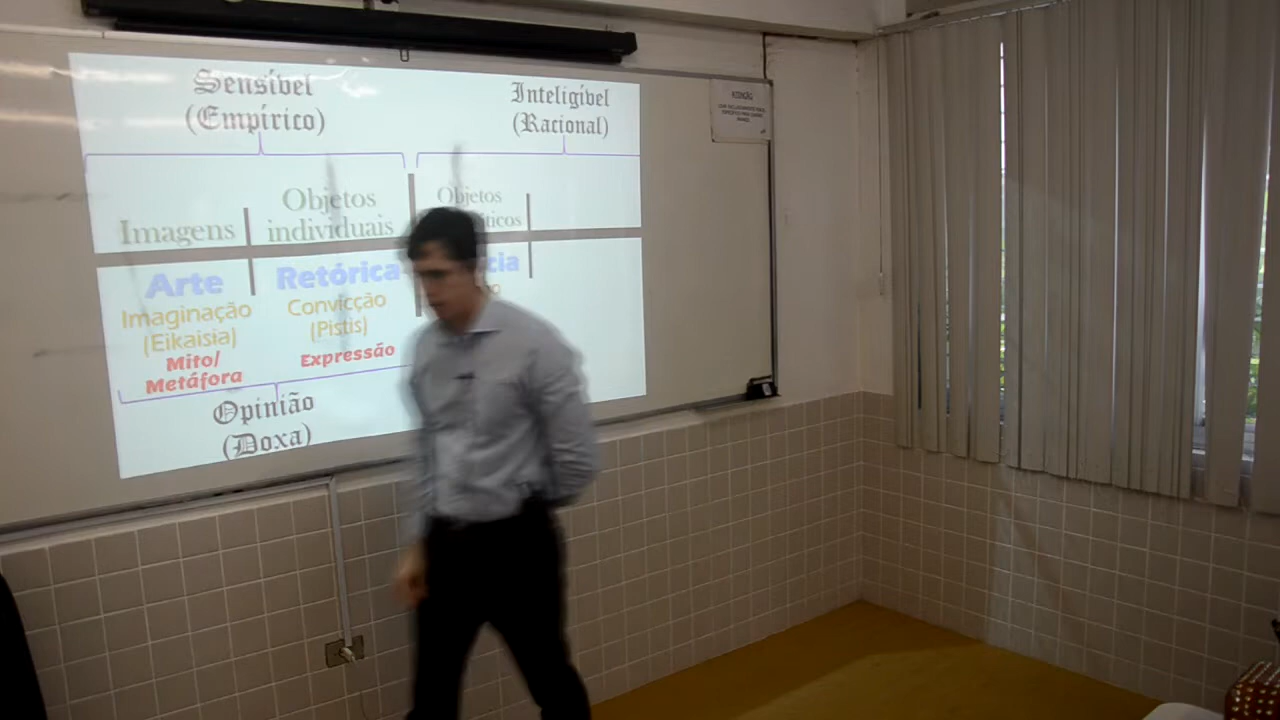 Sensível
(Empírico)
Inteligível
(Racional)
ATENÇÃO
Imagens
Objetos
individuais
Objetos
Arte
Imaginação
(Eikaisia)
Mito/
Metáfora
Retórica
Convicção
(Pistis)
Expressão
Opinião
(Doxa)